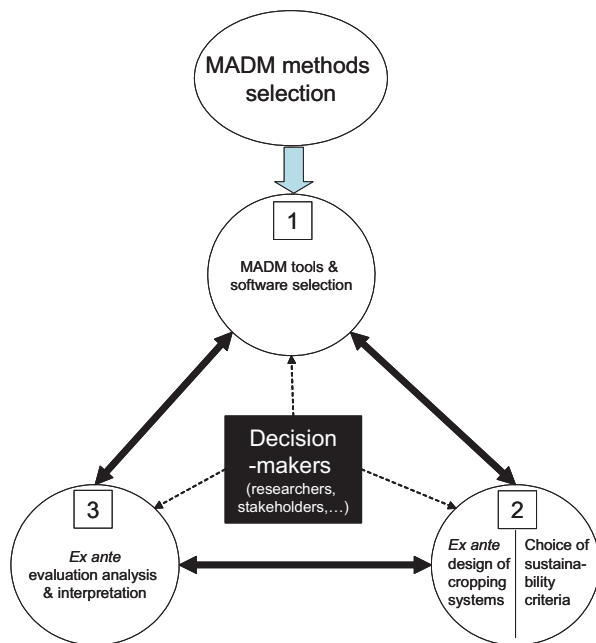 MADM methods
selection
1
MADM tools &
software selection
Decision
-makers
(researchers,
stakeholders,...)
3
Ex ante
evaluation analysis
& interpretation
2
Ex ante
design of
cropping
systems
Choice of
sustaina-
bility
criteria